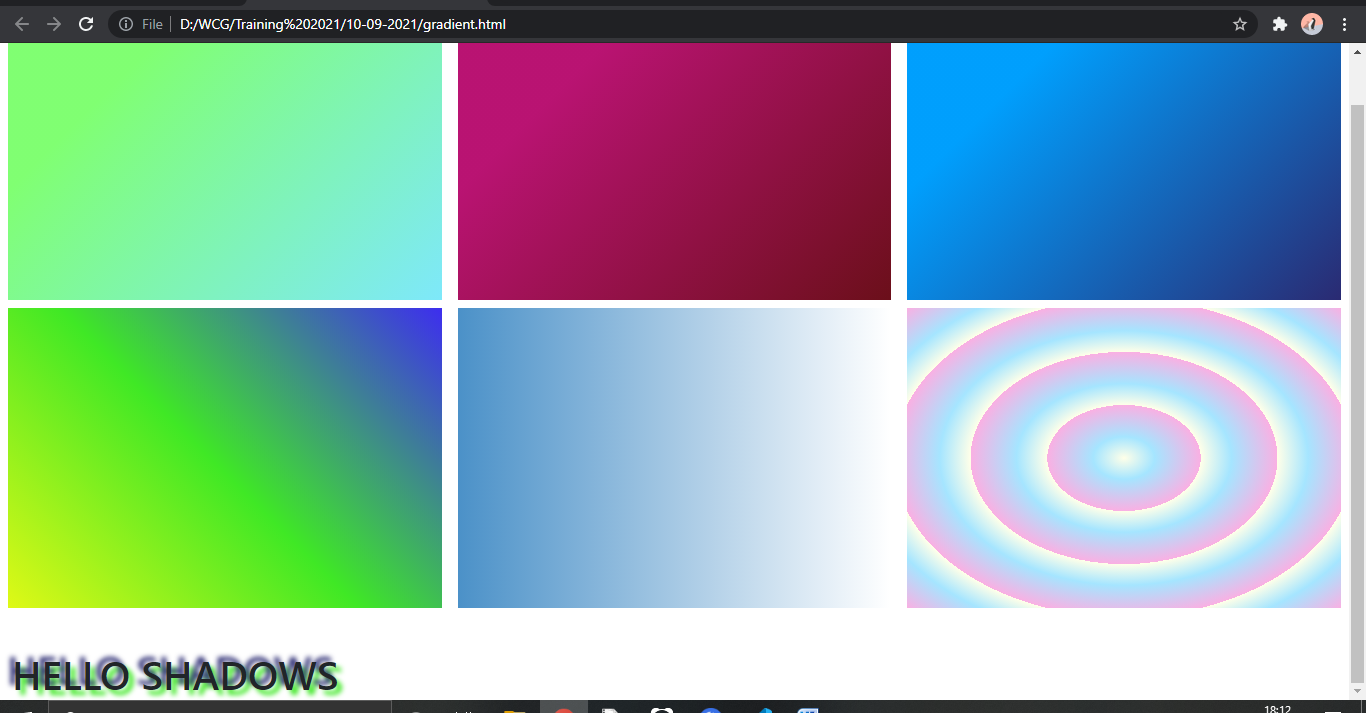 File D:/WCG/Training%202021/10-09-2021/gradient.html
HELLO SHADOWS
18:12